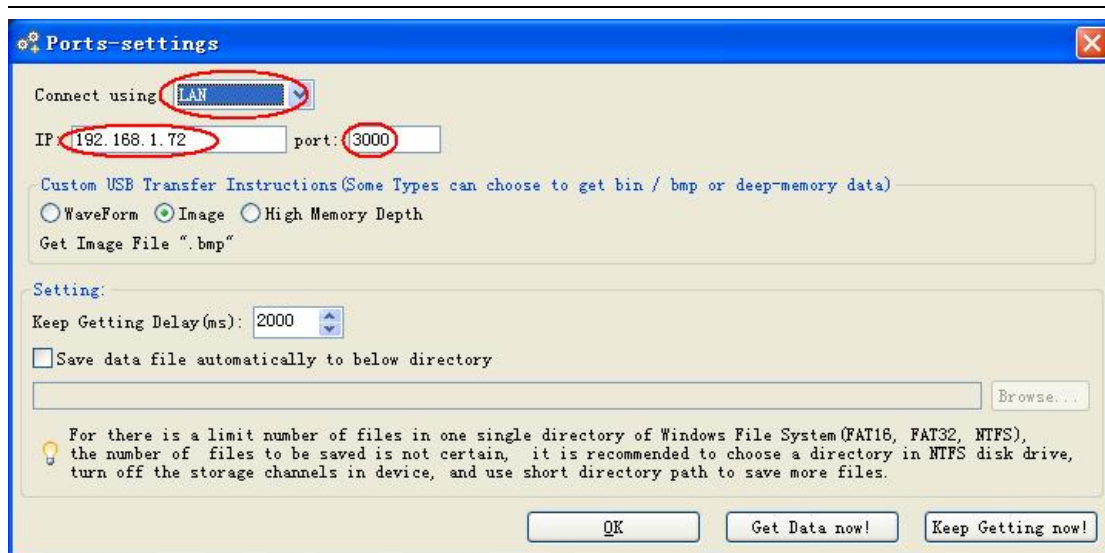 Ports-settings
Connect using LAN
IP: 192.168.1.72 port: 3000
Custom USB Transfer Instructions(Some Types can choose to get bin / bmp or deep-memory data)
WaveForm Image High Memory Depth
Get Image File ".bmp"
Setting:
Keep Getting Delay(ms): 2000
Save data file automatically to below directory
Browse...
For there is a limit number of files in one single directory of Windows File System(FAT16, FAT32, NTFS),
the number of files to be saved is not certain, it is recommended to choose a directory in NTFS disk drive,
turn off the storage channels in device, and use short directory path to save more files.
OK Get Data now! Keep Getting now!